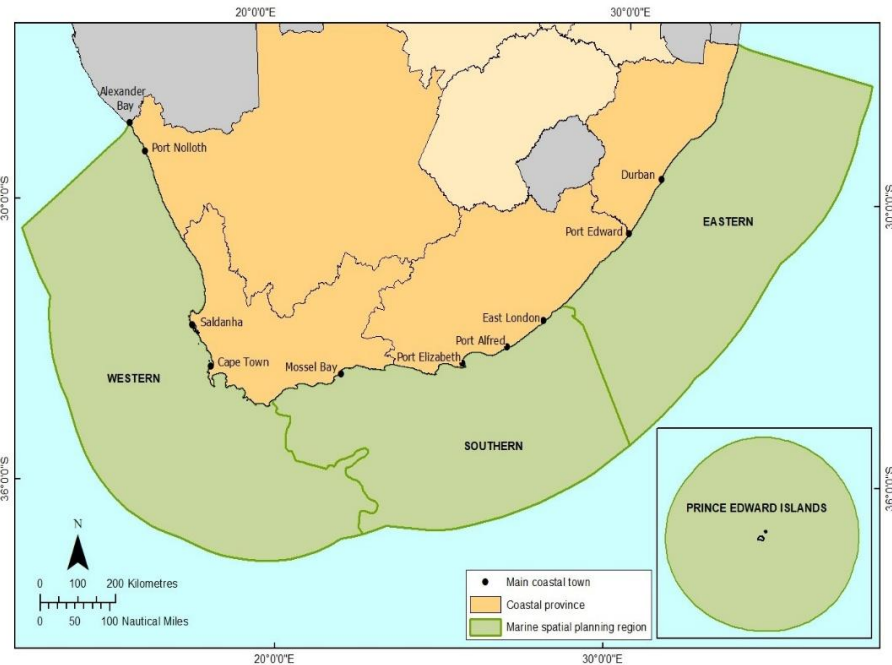 20°0'0"E
30°0'0"E
Alexander
Bay
Port Nolloth
30°0'0"S
30°0'0"S
Durban
EASTERN
Port Edward
East London
Saldanha
Port Alfred
Cape Town
Mossel Bay
Port Elizabeth
WESTERN
SOUTHERN
36°0'0"S
36°0'0"S
PRINCE EDWARD ISLANDS
N
0 100 200 Kilometres
0 50 100 Nautical Miles
Main coastal town
Coastal province
Marine spatial planning region
20°0'0"E
30°0'0"E